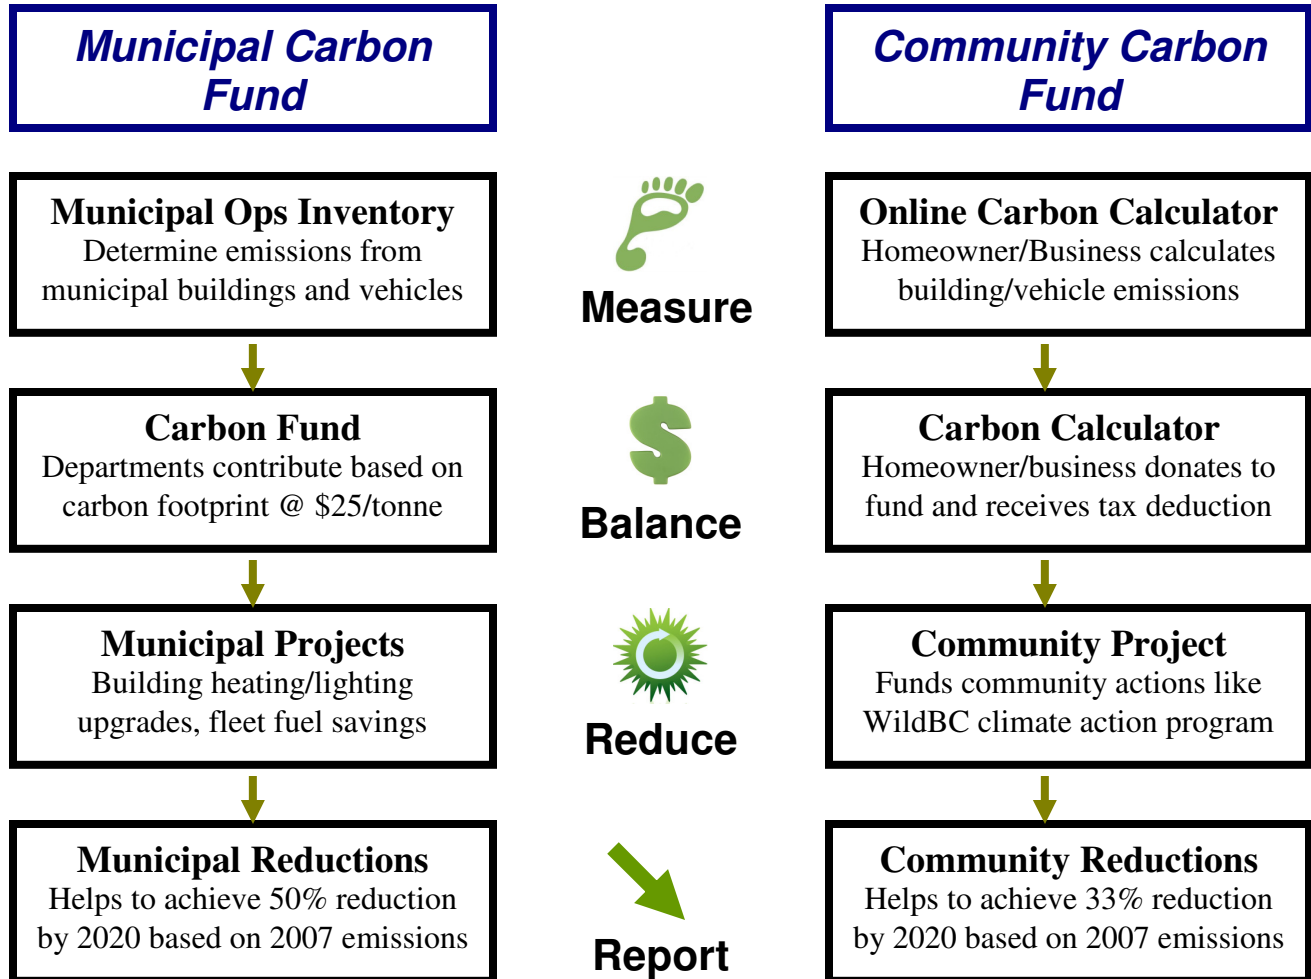 Municipal Carbon
Fund
Community Carbon
Fund
Municipal Ops Inventory
Determine emissions from
municipal buildings and vehicles
Measure
Online Carbon Calculator
Homeowner/Business calculates
building/vehicle emissions
Carbon Fund
Departments contribute based on
carbon footprint @ $25/tonne
$
Balance
Carbon Calculator
Homeowner/business donates to
fund and receives tax deduction
Municipal Projects
Building heating/lighting
upgrades, fleet fuel savings
Reduce
Community Project
Funds community actions like
WildBC climate action program
Municipal Reductions
Helps to achieve 50% reduction
by 2020 based on 2007 emissions
Report
Community Reductions
Helps to achieve 33% reduction
by 2020 based on 2007 emissions